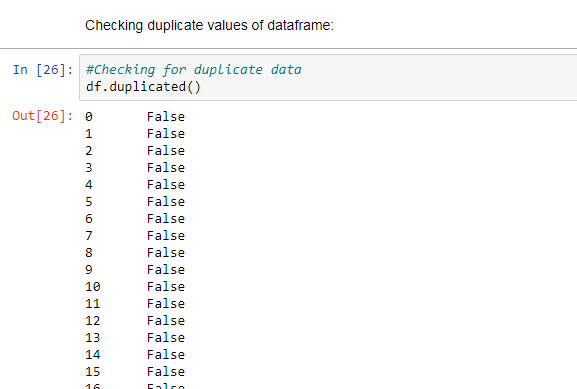 Checking duplicate values of dataframe:
In [26]: #Checking for duplicate data
df.duplicated()
Out[26]: 0 False
1 False
2 False
3 False
4 False
5 False
6 False
7 False
8 False
9 False
10 False
11 False
12 False
13 False
14 False
15 False
16 False